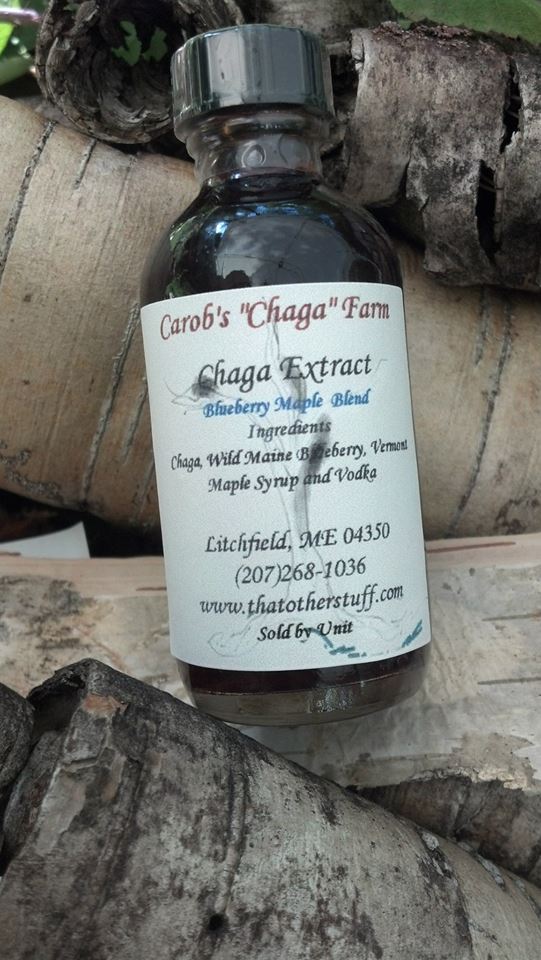 Carob's "Chaga" Farm
Chaga Extract
Blueberry Maple Blend
Ingredients
Chaga, Wild Maine Blueberry, Vermont
Maple Syrup and Vodka
Litchfield, ME 04350
(207)268-1036
www.thatotherstuff.com
Sold by Unit